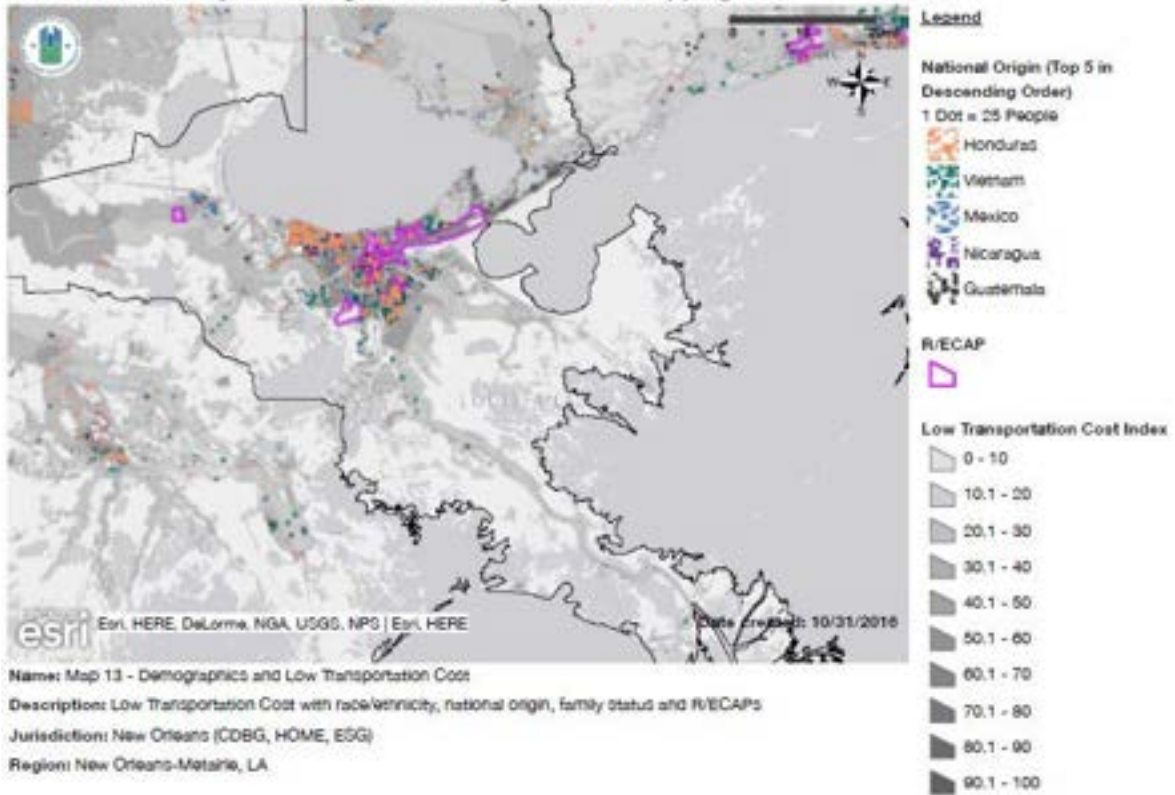 Legend
National Origin (Top 5 in
Descending Order)
1 Dot = 25 People
Honduras
Vietnam
Mexico
Nicaragua
Guatemala
R/ECAP
Low Transportation Cost Index
0 - 10
10.1 - 20
20.1 - 30
30.1 - 40
40.1 - 50
50.1 - 60
60.1 - 70
70.1 - 80
80.1 - 90
90.1 - 100
esri
Esri, HERE, DeLorme, NGA, USGS, NPS | Esri, HERE
Date created: 10/31/2016
Name: Map 13 - Demographics and Low Transportation Cost
Description: Low Transportation Cost with race/ethnicity, national origin, family status and R/ECAPs
Jurisdiction: New Orleans (CDBG, HOME, ESG)
Region: New Orleans-Metairie, LA